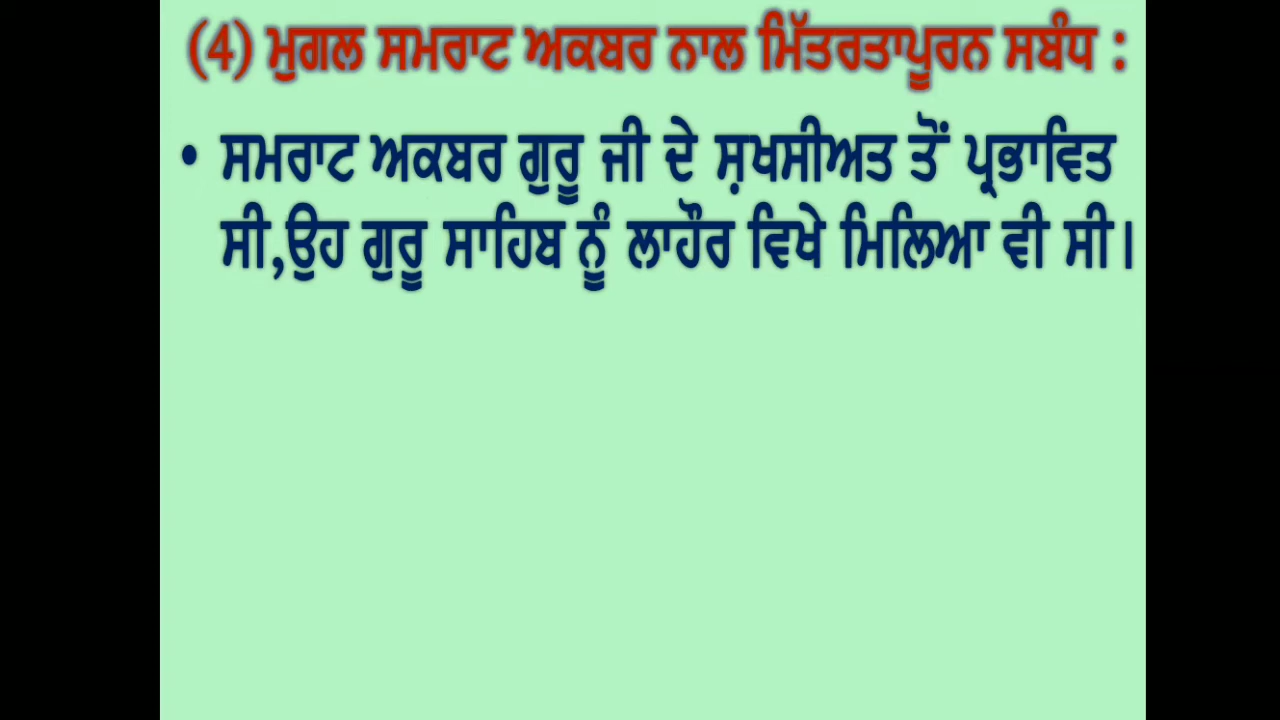 (4) ਮੁਗਲ ਸਮਰਾਟ ਅਕਬਰ ਨਾਲ ਮਿੱਤਰਤਾਪੂਰਨ ਸਬੰਧ :
• ਸਮਰਾਟ ਅਕਬਰ ਗੁਰੂ ਜੀ ਦੇ ਸ਼ਖਸੀਅਤ ਤੋਂ ਪ੍ਰਭਾਵਿਤ
ਸੀ,ਉਹ ਗੁਰੂ ਸਾਹਿਬ ਨੂੰ ਲਾਹੌਰ ਵਿਖੇ ਮਿਲਿਆ ਵੀ ਸੀ।